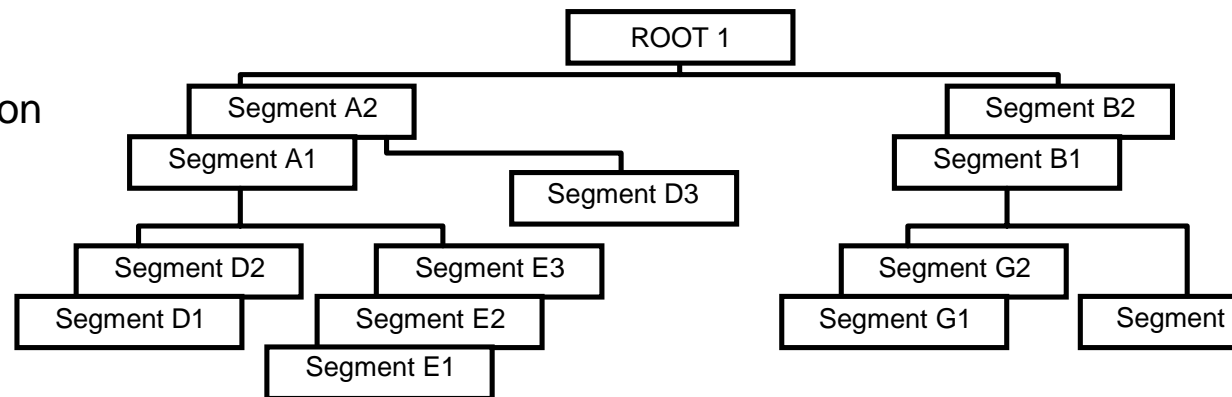 ROOT 1
on
Segment A2
Segment B2
Segment A1
Segment B1
Segment D3
Segment D2
Segment E3
Segment G2
Segment D1
Segment E2
Segment G1
Segment
Segment E1